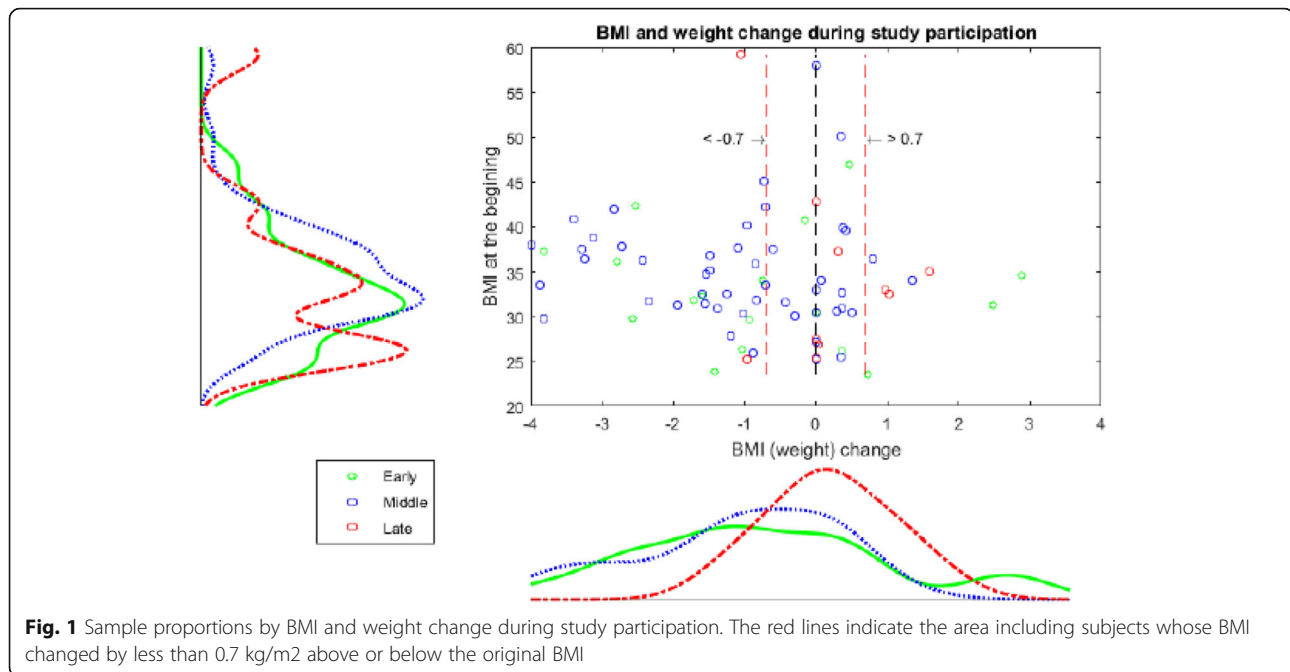 BMI and weight change during study participation
60
55
50
45
40
35
30
25
20
BMI at the begining
< -0.7 →
← > 0.7
-4 -3 -2 -1 0 1 2 3 4
BMI (weight) change
Early
Middle
Late
Fig. 1 Sample proportions by BMI and weight change during study participation. The red lines indicate the area including subjects whose BMI
changed by less than 0.7 kg/m2 above or below the original BMI